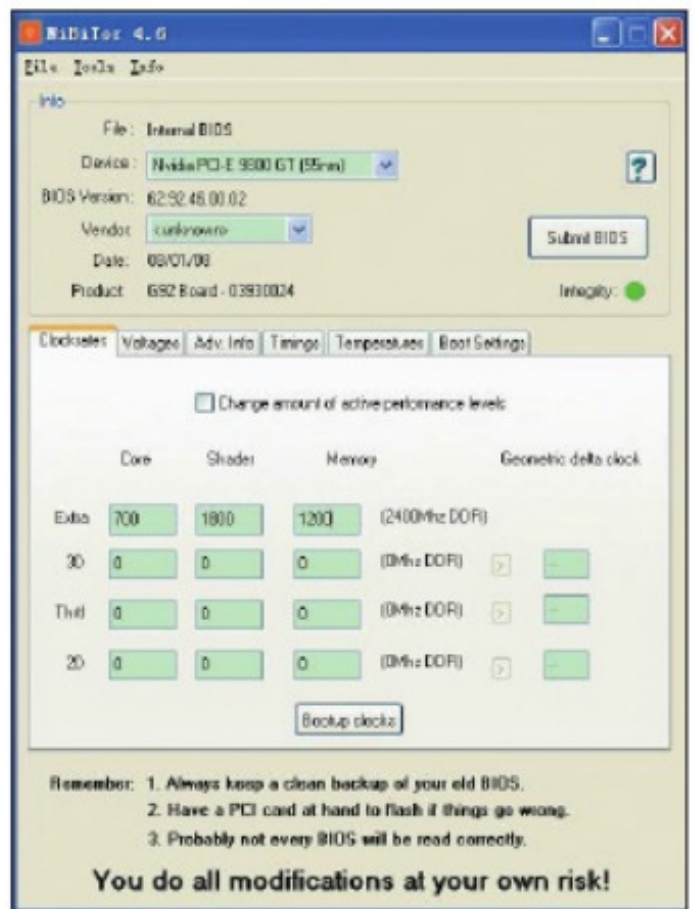 NiBiTor 4.6
File Tools Info
Info
File : Internal BIOS
Device : Nvidia PCI-E 9800 GT (55nm)
?
BIOS Version: 62.92.46.00.02
Vendor <unknown>
Submit BIOS
Date: 08/01/08
Product G92 Board - 03930024
Integrity:
Clockrates Voltages Adv. Info Timings Temperatures Boot Settings
Change amount of active performance levels
Core Shader Memory Geometric delta clock
Extra 700 1800 1200 (2400Mhz DDR)
3D 0 0 0 (0Mhz DDR) > --
Thrtl 0 0 0 (0Mhz DDR) > --
2D 0 0 0 (0Mhz DDR) > --
Bootup clocks
Remember: 1. Always keep a clean backup of your old BIOS.
2. Have a PCI card at hand to flash if things go wrong.
3. Probably not every BIOS will be read correctly.
You do all modifications at your own risk!